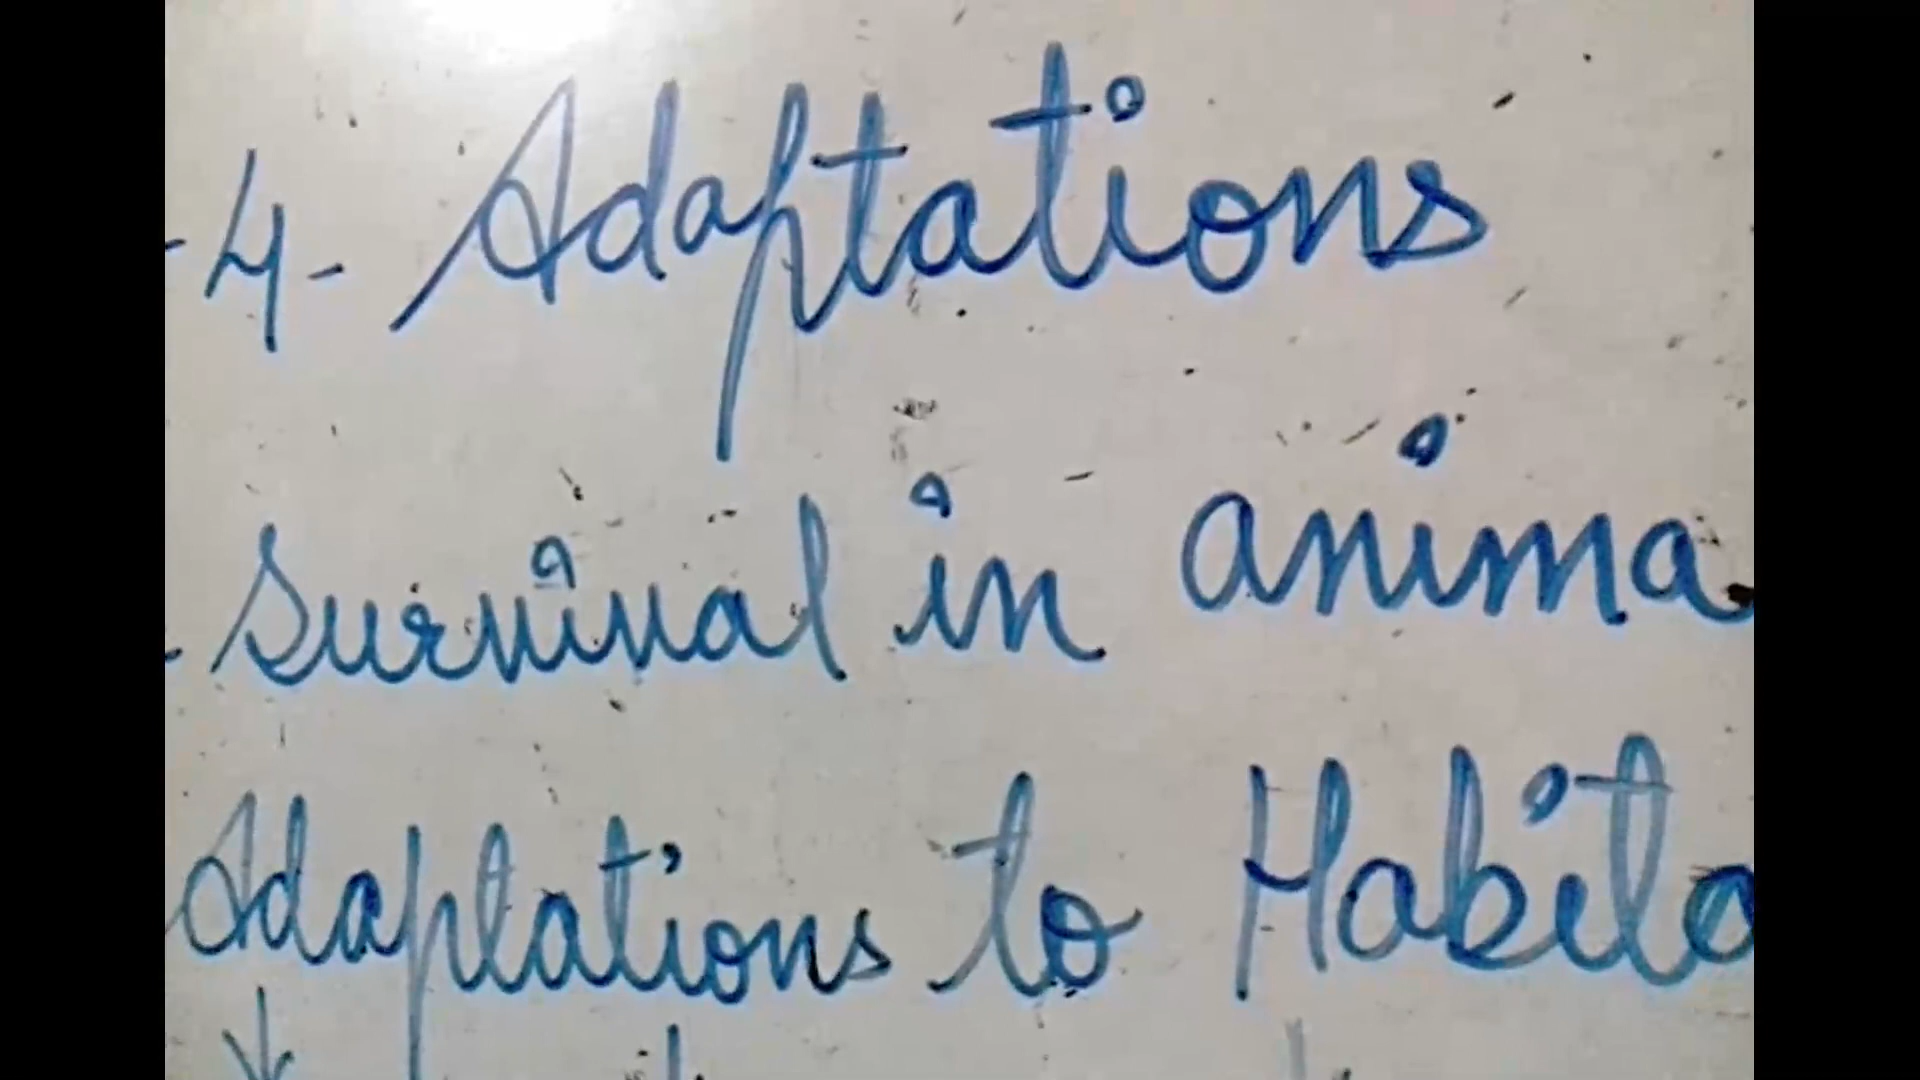 -4- Adaptations
- Survival in anima
Adaptations to Habita